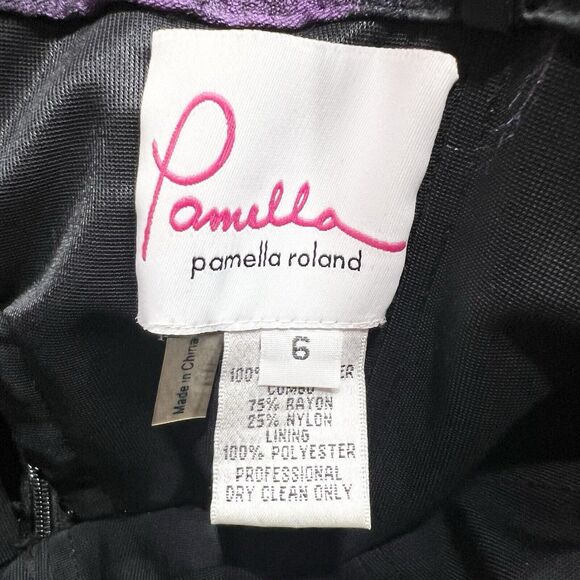 Pamella
pamella roland
6
Made in China
100% ER
COMBO
75% RAYON
25% NYLON
LINING
100% POLYESTER
PROFESSIONAL
DRY CLEAN ONLY